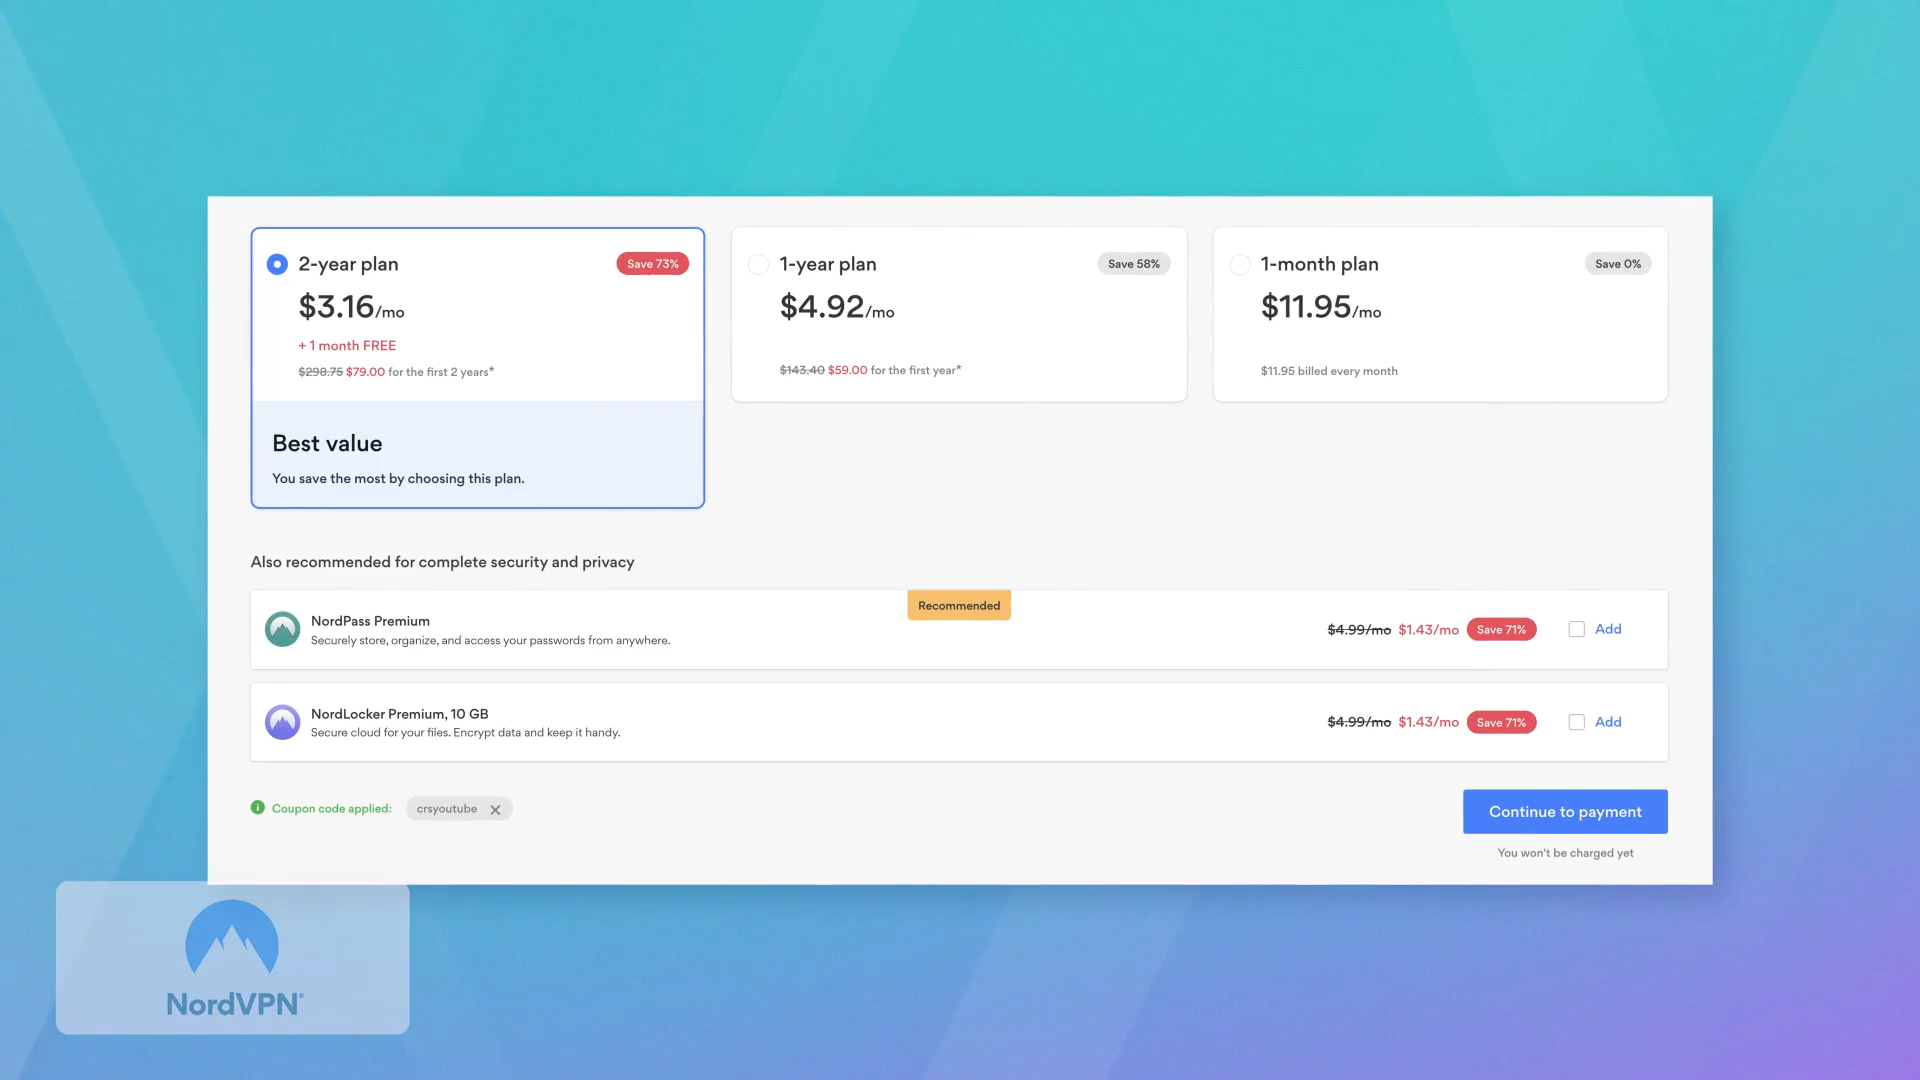 2-year plan
Save 73%
$3.16/mo
+ 1 month FREE
$298.75 $79.00 for the first 2 years*
Best value
You save the most by choosing this plan.
1-year plan
Save 58%
$4.92/mo
$143.40 $59.00 for the first year*
1-month plan
Save 0%
$11.95/mo
$11.95 billed every month
Also recommended for complete security and privacy
Recommended
NordPass Premium
Securely store, organize, and access your passwords from anywhere.
$4.99/mo $1.43/mo Save 71% Add
NordLocker Premium, 10 GB
Secure cloud for your files. Encrypt data and keep it handy.
$4.99/mo $1.43/mo Save 71% Add
Coupon code applied: crsyoutube
Continue to payment
You won't be charged yet
NordVPN®